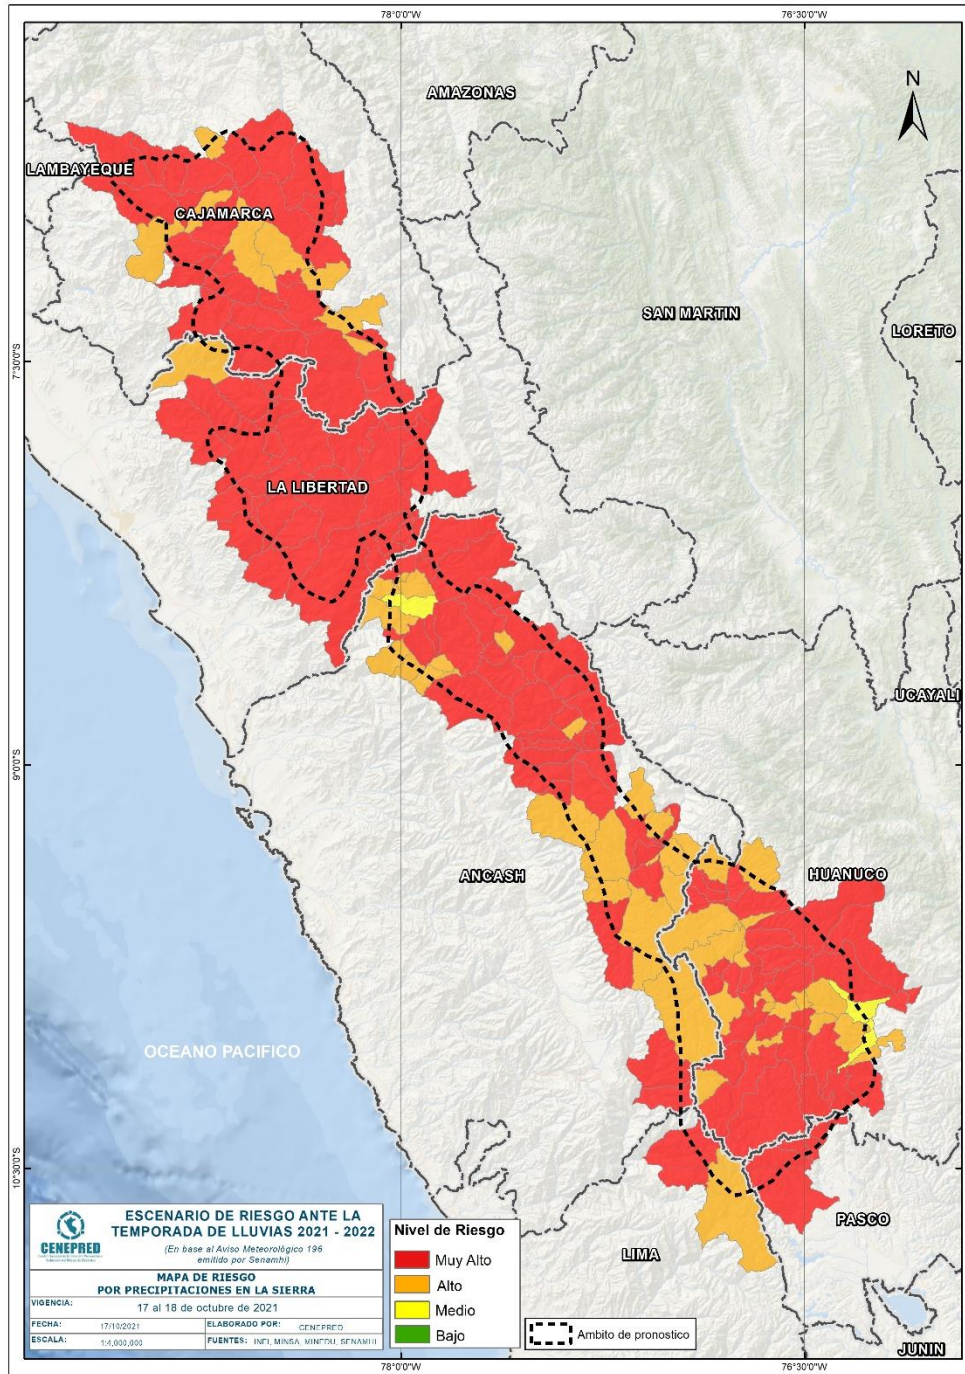 78°0'0"W
76°30'0"W
N
AMAZONAS
LAMBAYEQUE
CAJAMARCA
SAN MARTIN
LORETO
7°30'0"S
LA LIBERTAD
UCAYALI
9°0'0"S
ANCASH
HUANUCO
OCEANO PACIFICO
10°30'0"S
PASCO
LIMA
JUNIN
CENEPRED
ESCENARIO DE RIESGO ANTE LA
TEMPORADA DE LLUVIAS 2021 - 2022
(En base al Aviso Meteorológico 196
emitido por Senamhi)
MAPA DE RIESGO
POR PRECIPITACIONES EN LA SIERRA
VIGENCIA: 17 al 18 de octubre de 2021
FECHA: 17/10/2021 ELABORADO POR: CENEPRED
ESCALA: 1:4,000,000 FUENTES: INEI, MINSA, MINEDU, SENAMHI
Nivel de Riesgo
Muy Alto
Alto
Medio
Bajo
Ambito de pronostico
78°0'0"W
76°30'0"W